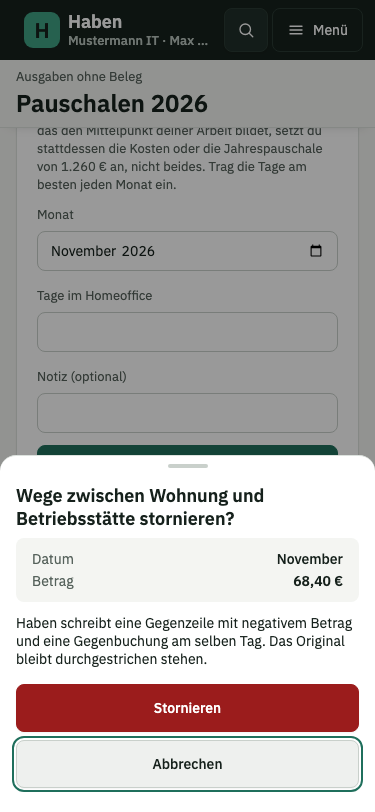 H
Haben
Mustermann IT · Max ...
Menü
Ausgaben ohne Beleg
Pauschalen 2026
das den Mittelpunkt deiner Arbeit bildet, setzt du
stattdessen die Kosten oder die Jahrespauschale
von 1.260 € an, nicht beides. Trag die Tage am
besten jeden Monat ein.
Monat
November 2026
Tage im Homeoffice
Notiz (optional)
Wege zwischen Wohnung und
Betriebsstätte stornieren?
Datum November
Betrag 68,40 €
Haben schreibt eine Gegenzeile mit negativem Betrag
und eine Gegenbuchung am selben Tag. Das Original
bleibt durchgestrichen stehen.
Stornieren
Abbrechen